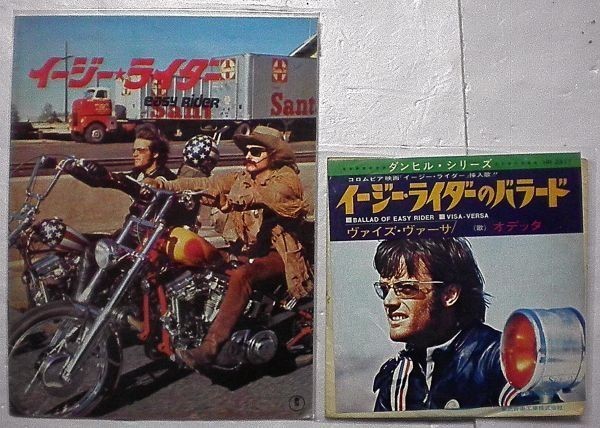 イージー★ライダー
easy Rider
Sant
Sant
ダンヒル・シリーズ
コロムビア映画「イージー・ライダー」挿入歌!!
イージー・ライダーのバラード
■BALLAD OF EASY RIDER ■VISA-VERSA
ヴァイズ・ヴァーサ/(歌)オデッタ